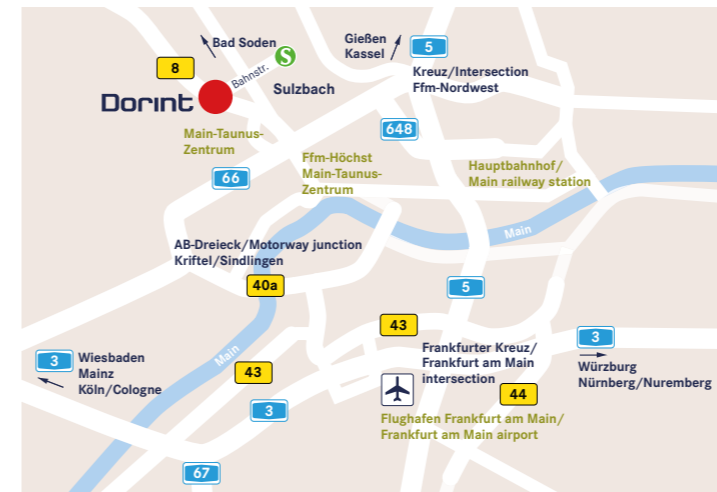 Bad Soden
Gießen
Kassel
5
8
Bahnstr.
S
Kreuz/Intersection
Ffm-Nordwest
Sulzbach
Dorint
648
Main-Taunus-
Zentrum
Ffm-Höchst
Main-Taunus-
Zentrum
Hauptbahnhof/
Main railway station
66
Main
AB-Dreieck/Motorway junction
Kriftel/Sindlingen
40a
5
43
3
Frankfurter Kreuz/
Frankfurt am Main
intersection
3
Wiesbaden
Mainz
Köln/Cologne
Main
43
Würzburg
Nürnberg/Nuremberg
44
3
Flughafen Frankfurt am Main/
Frankfurt am Main airport
67